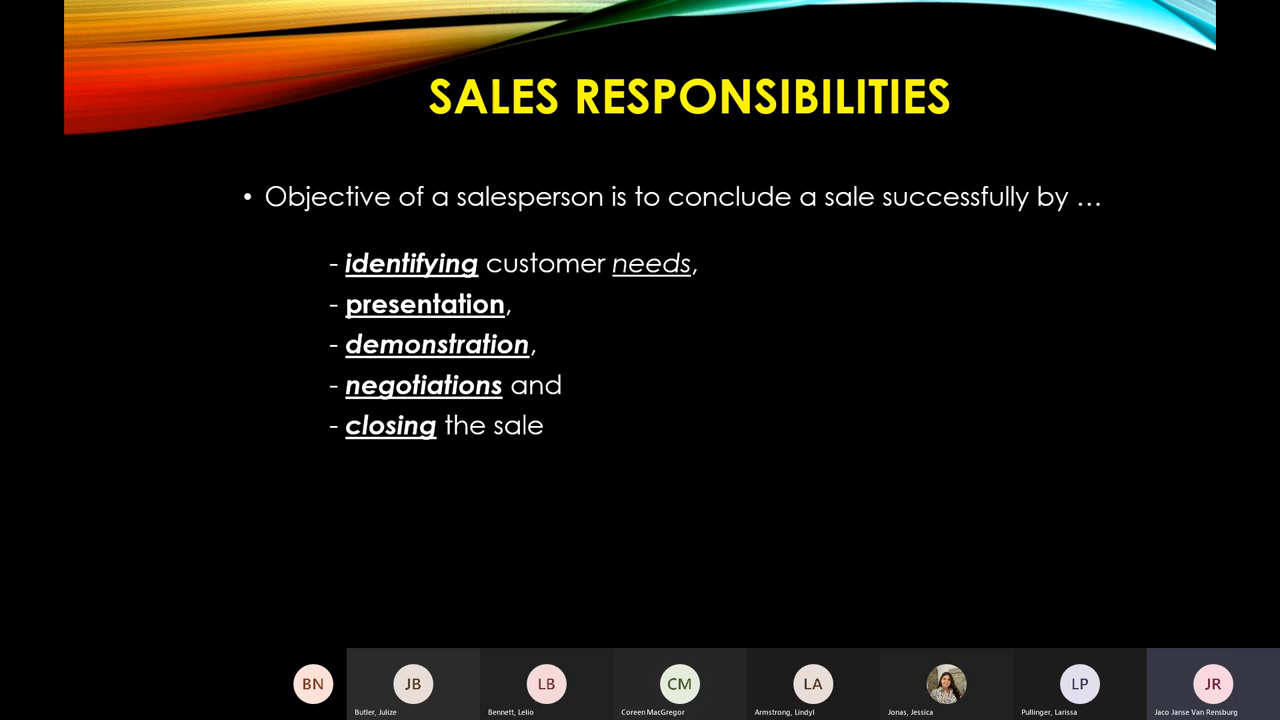 SALES RESPONSIBILITIES
• Objective of a salesperson is to conclude a sale successfully by …
- identifying customer needs,
- presentation,
- demonstration,
- negotiations and
- closing the sale
BN JB LB CM LA LP JR
Butler, Julize Bennett, Lelio Coreen MacGregor Armstrong, Lindyl Jonas, Jessica Pullinger, Larissa Jaco Janse Van Rensburg